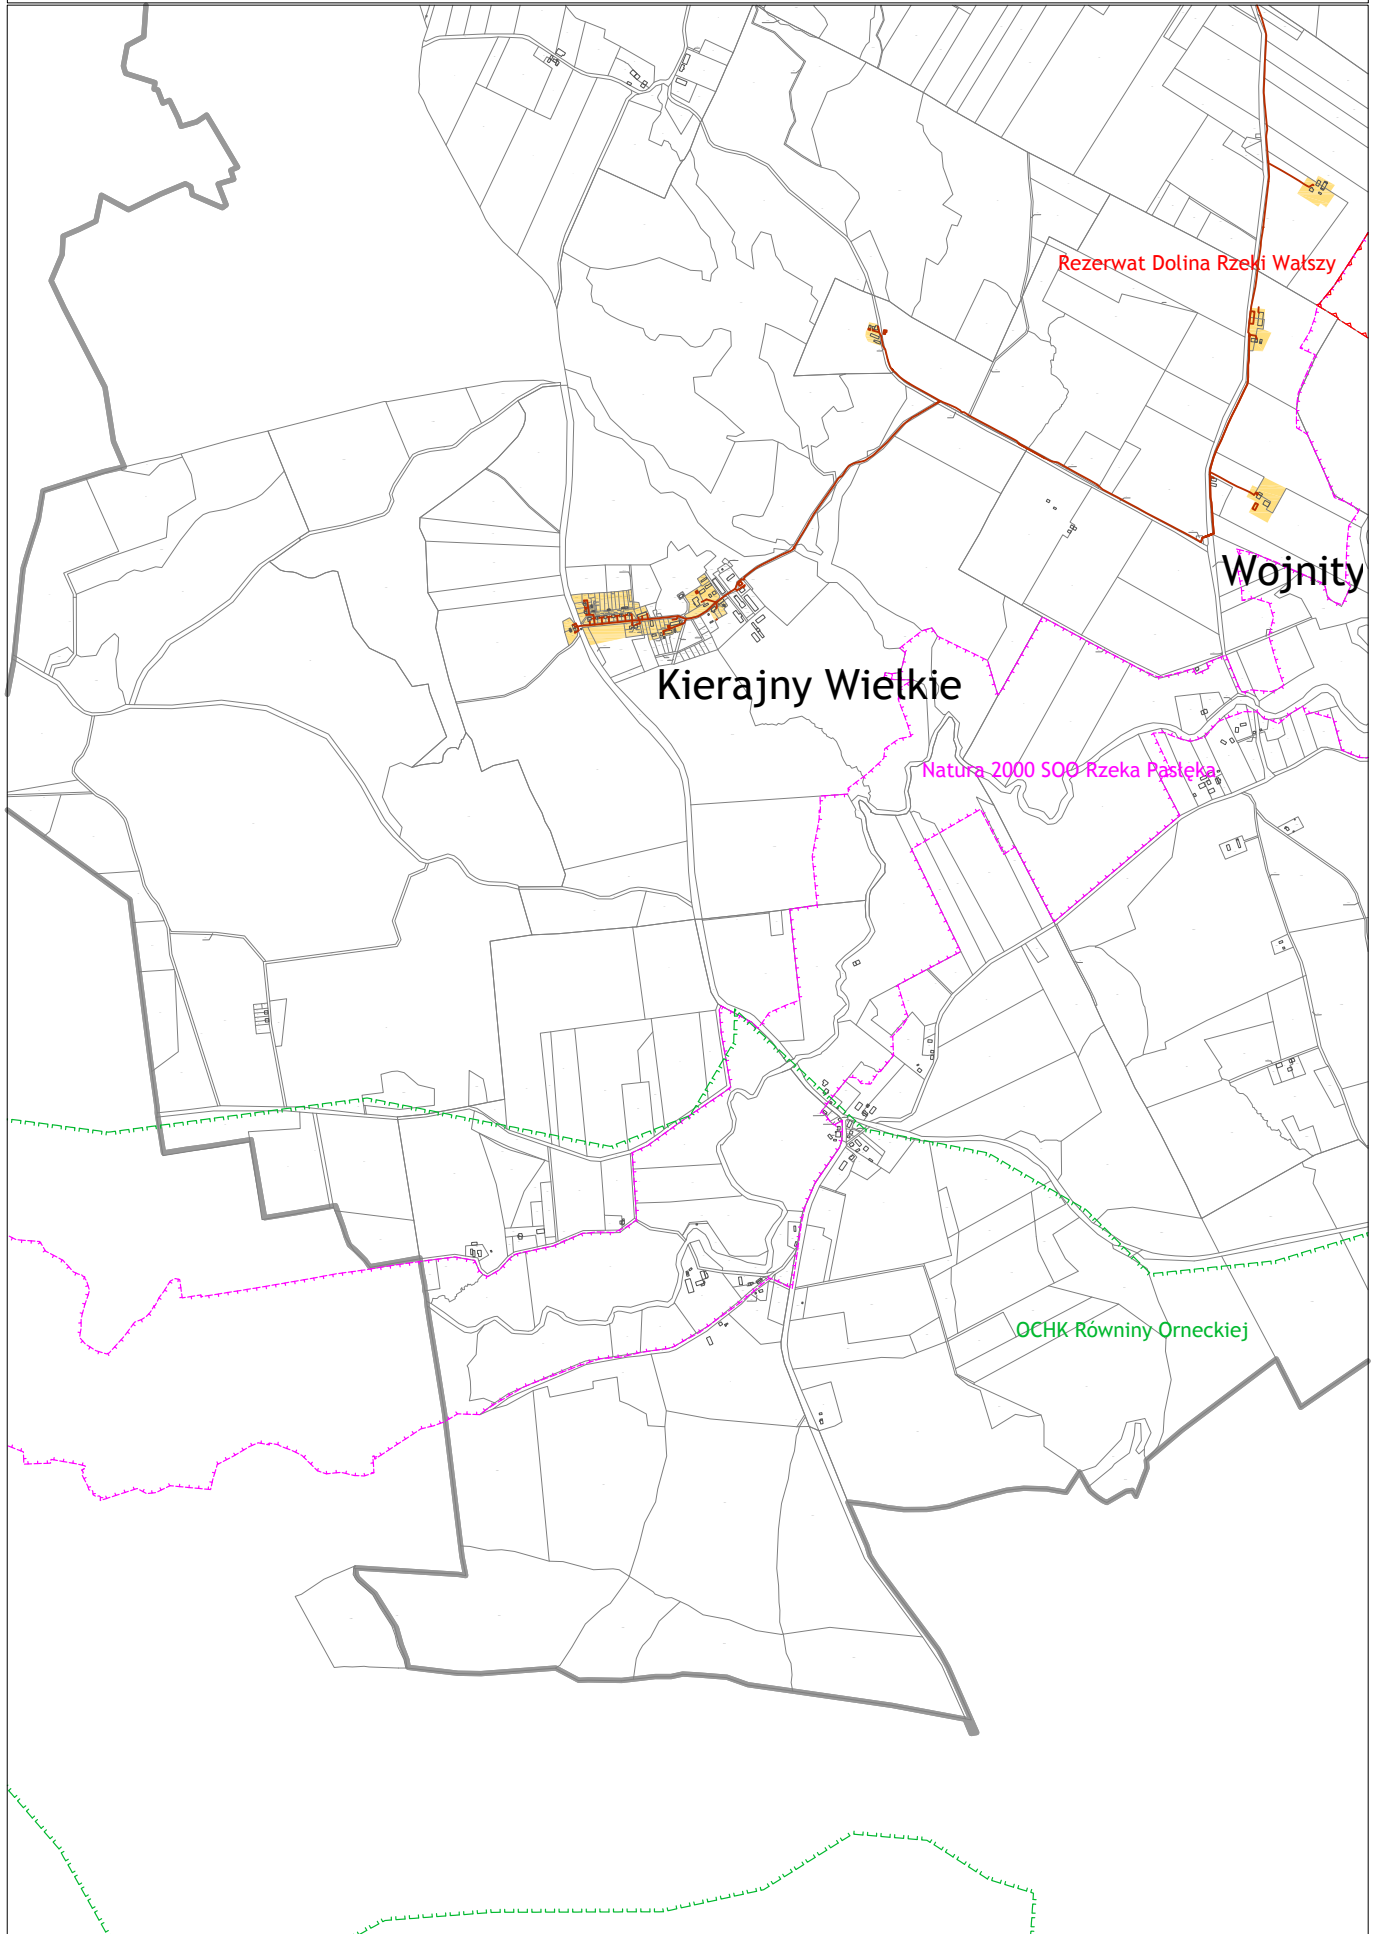 Rezerwat Dolina Rzeki Wałszy
Wojnity
Kierajny Wielkie
Natura 2000 SOO Rzeka Pasłęka
OCHK Równiny Orneckiej